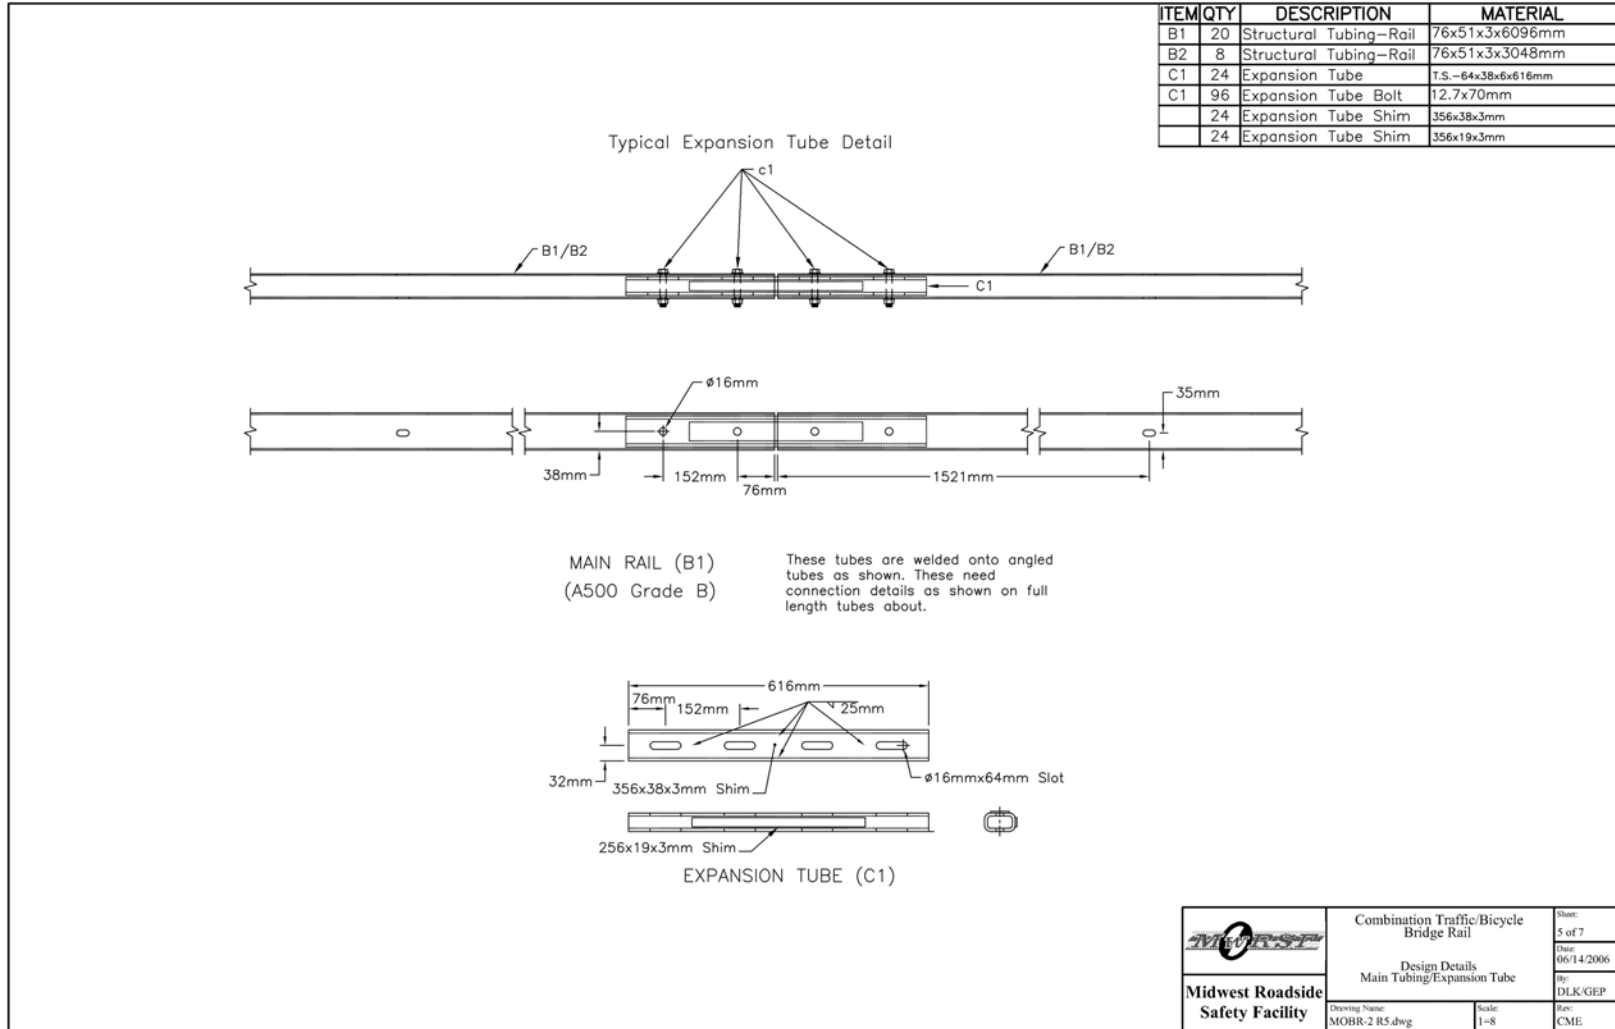 ITEM QTY DESCRIPTION MATERIAL
B1 20 Structural Tubing-Rail 76x51x3x6096mm
B2 8 Structural Tubing-Rail 76x51x3x3048mm
C1 24 Expansion Tube T.S.-64x38x6x616mm
C1 96 Expansion Tube Bolt 12.7x70mm
24 Expansion Tube Shim 356x38x3mm
24 Expansion Tube Shim 356x19x3mm
Typical Expansion Tube Detail
c1
B1/B2
B1/B2
C1
ø16mm
35mm
38mm
152mm
76mm
1521mm
MAIN RAIL (B1)
(A500 Grade B)
These tubes are welded onto angled
tubes as shown. These need
connection details as shown on full
length tubes about.
616mm
76mm
152mm
25mm
32mm
356x38x3mm Shim
ø16mmx64mm Slot
256x19x3mm Shim
EXPANSION TUBE (C1)
MwRSF
Midwest Roadside
Safety Facility
Combination Traffic/Bicycle
Bridge Rail
Design Details
Main Tubing/Expansion Tube
Drawing Name:
MOBR-2 R5.dwg
Scale:
1=8
Sheet:
5 of 7
Date:
06/14/2006
By:
DLK/GEP
Rev:
CME